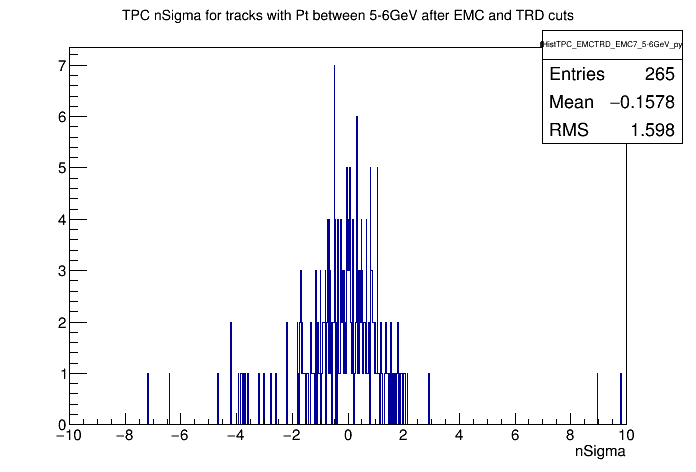 TPC nSigma for tracks with Pt between 5-6GeV after EMC and TRD cuts
HistTPC_EMCTRD_EMC7_5-6GeV_py
Entries 265
Mean −0.1578
RMS 1.598
7
6
5
4
3
2
1
0
−10 −8 −6 −4 −2 0 2 4 6 8 10
nSigma